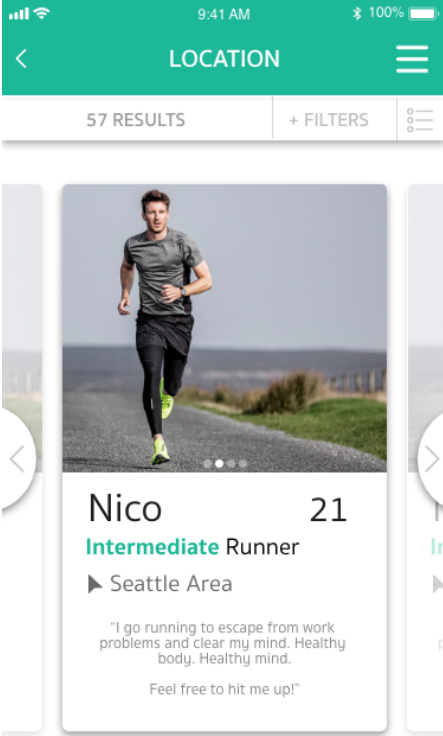 9:41 AM
100%
LOCATION
57 RESULTS
+ FILTERS
Nico
21
Intermediate Runner
Seattle Area
"I go running to escape from work
problems and clear my mind. Healthy
body. Healthy mind.
Feel free to hit me up!"